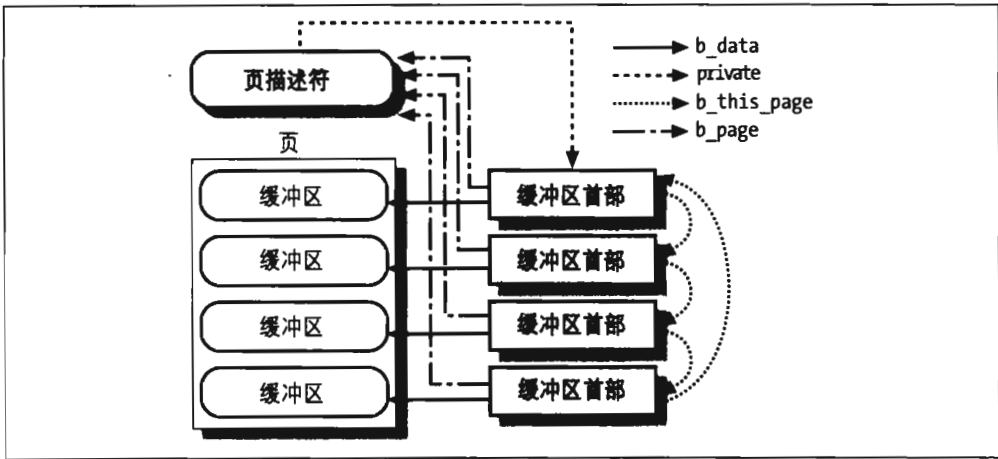 页描述符
页
缓冲区
缓冲区
缓冲区
缓冲区
缓冲区首部
缓冲区首部
缓冲区首部
缓冲区首部
b_data
private
b_this_page
b_page